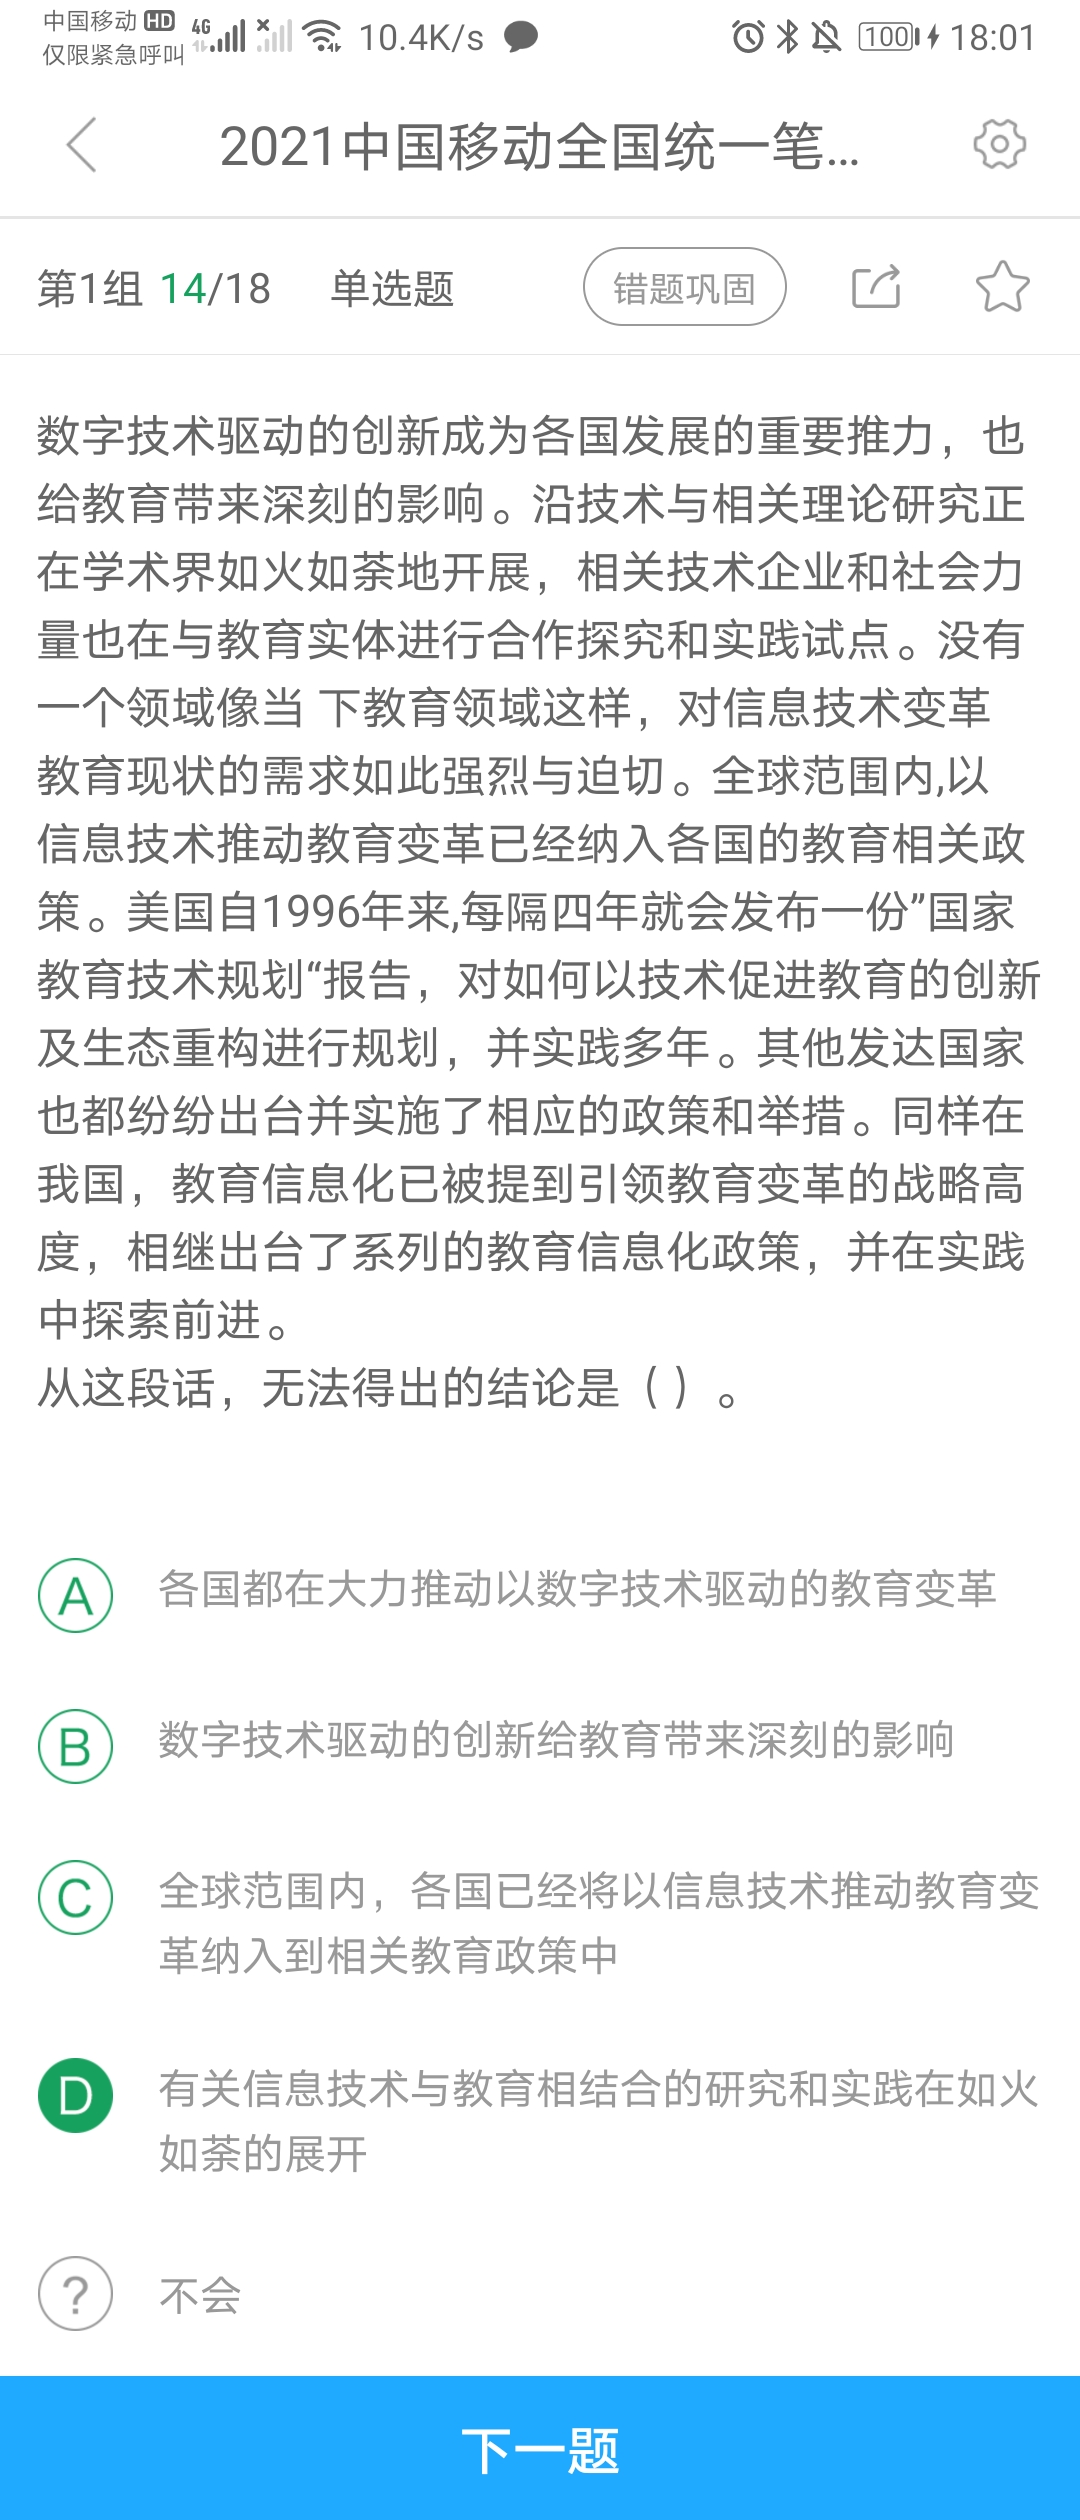 中国移动 HD 4G 10.4K/s 100 18:01
仅限紧急呼叫
2021中国移动全国统一笔...
第1组 14/18 单选题 错题巩固
数字技术驱动的创新成为各国发展的重要推力，也
给教育带来深刻的影响。沿技术与相关理论研究正
在学术界如火如荼地开展，相关技术企业和社会力
量也在与教育实体进行合作探究和实践试点。没有
一个领域像当 下教育领域这样，对信息技术变革
教育现状的需求如此强烈与迫切。全球范围内,以
信息技术推动教育变革已经纳入各国的教育相关政
策。美国自1996年来,每隔四年就会发布一份”国家
教育技术规划“报告，对如何以技术促进教育的创新
及生态重构进行规划，并实践多年。其他发达国家
也都纷纷出台并实施了相应的政策和举措。同样在
我国，教育信息化已被提到引领教育变革的战略高
度，相继出台了系列的教育信息化政策，并在实践
中探索前进。
从这段话，无法得出的结论是（ ）。
A 各国都在大力推动以数字技术驱动的教育变革
B 数字技术驱动的创新给教育带来深刻的影响
C 全球范围内，各国已经将以信息技术推动教育变
革纳入到相关教育政策中
D 有关信息技术与教育相结合的研究和实践在如火
如荼的展开
? 不会
下一题